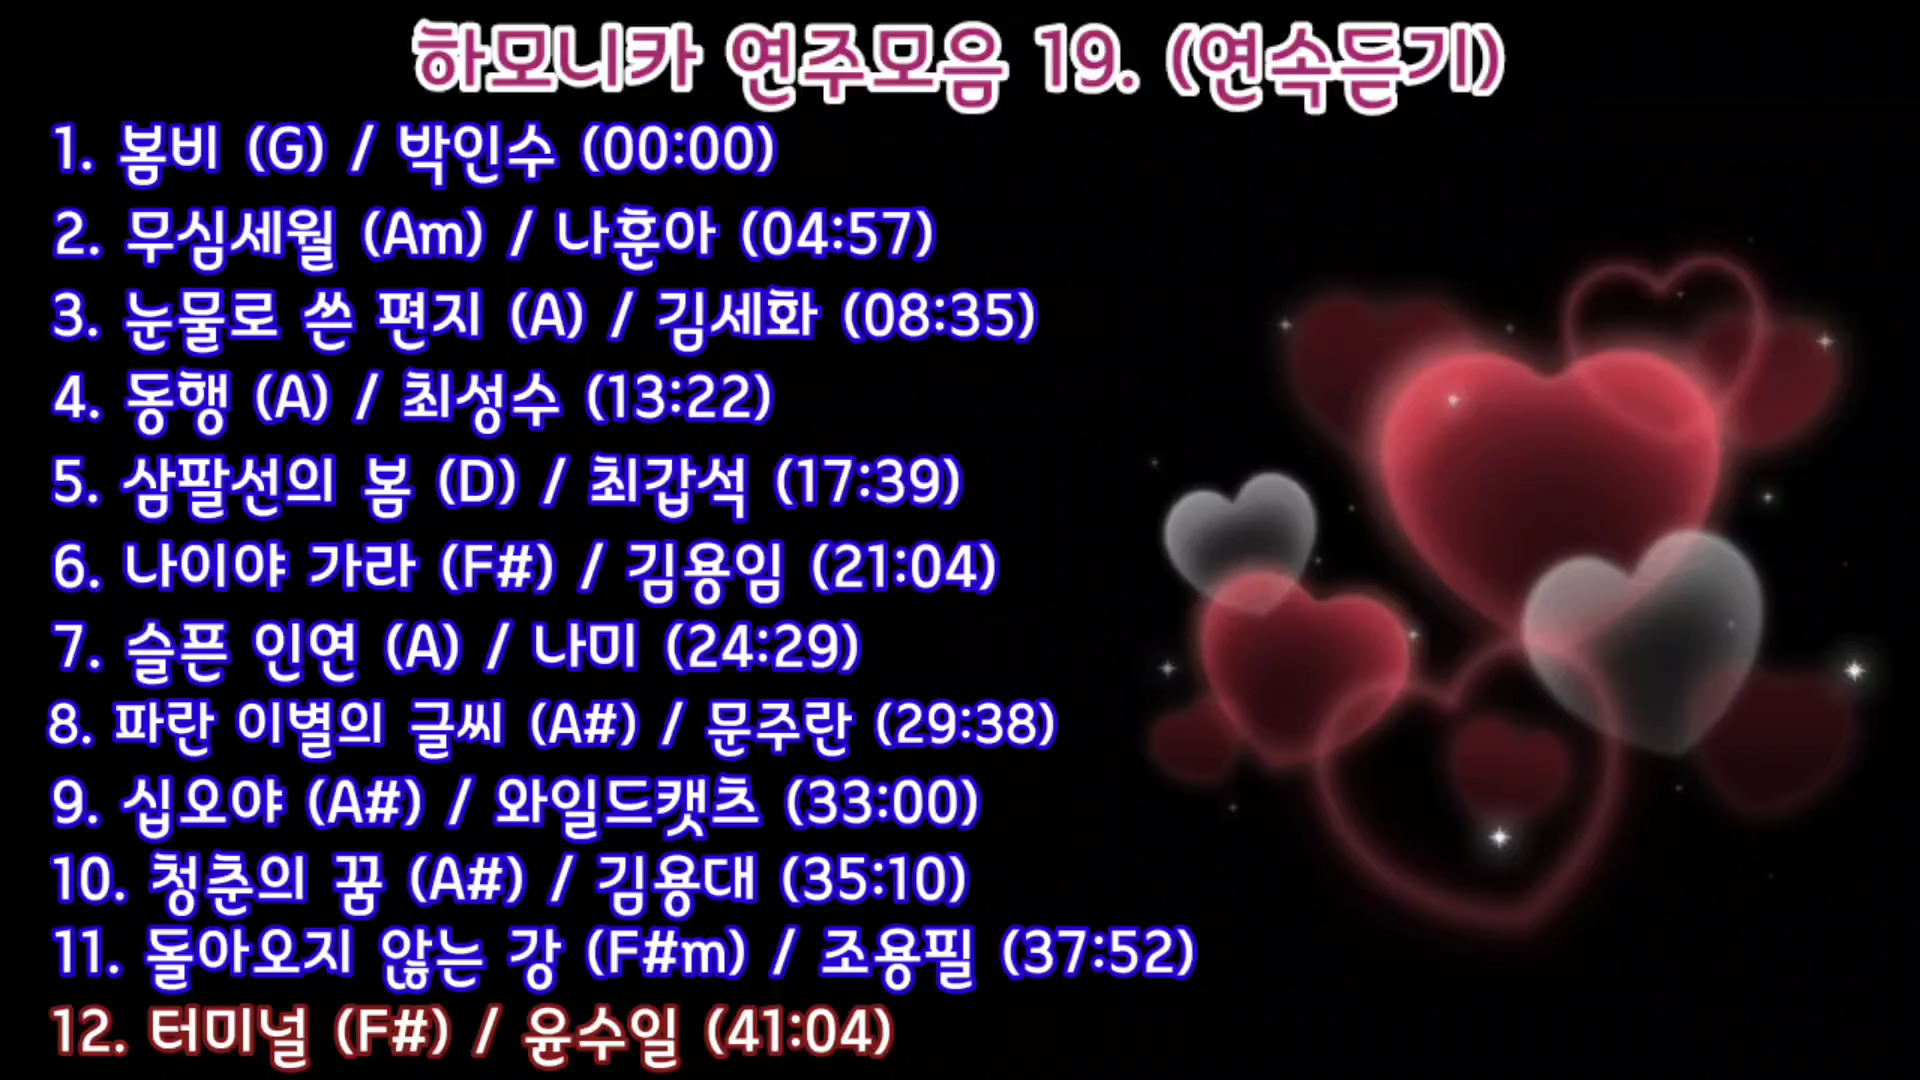 하모니카 연주모음 19. (연속듣기)
1. 봄비 (G) / 박인수 (00:00)
2. 무심세월 (Am) / 나훈아 (04:57)
3. 눈물로 쓴 편지 (A) / 김세화 (08:35)
4. 동행 (A) / 최성수 (13:22)
5. 삼팔선의 봄 (D) / 최갑석 (17:39)
6. 나이야 가라 (F#) / 김용임 (21:04)
7. 슬픈 인연 (A) / 나미 (24:29)
8. 파란 이별의 글씨 (A#) / 문주란 (29:38)
9. 십오야 (A#) / 와일드캣츠 (33:00)
10. 청춘의 꿈 (A#) / 김용대 (35:10)
11. 돌아오지 않는 강 (F#m) / 조용필 (37:52)
12. 터미널 (F#) / 윤수일 (41:04)